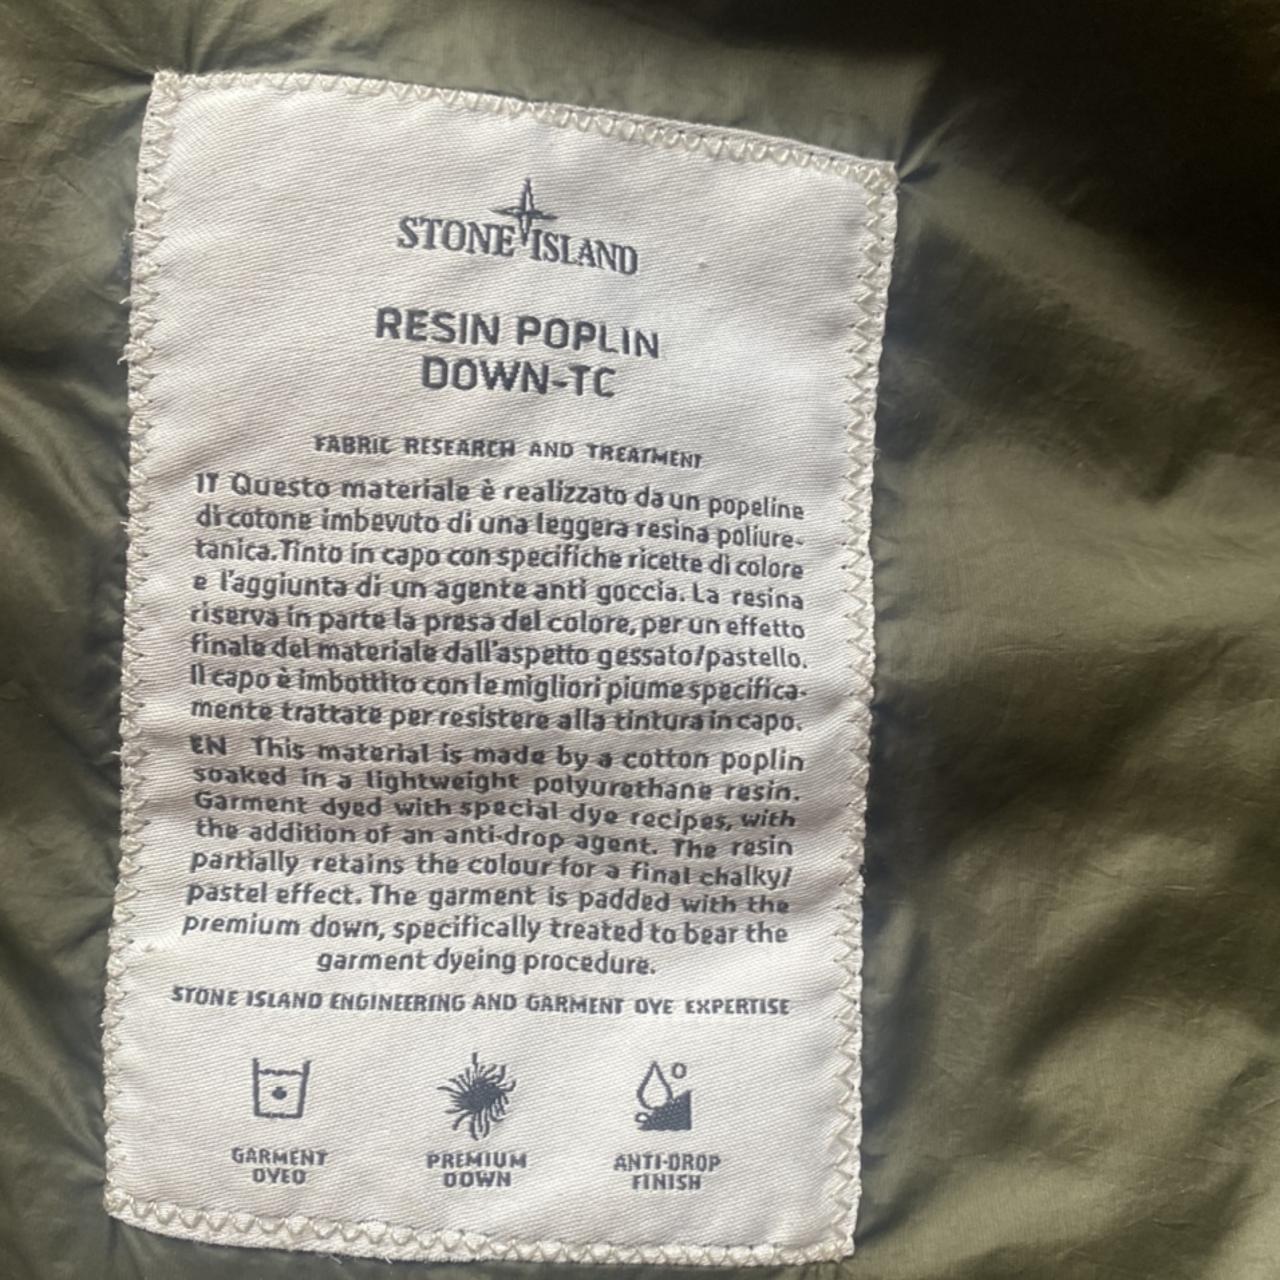 STONE ISLAND
RESIN POPLIN
DOWN-TC
FABRIC RESEARCH AND TREATMENT
IT Questo materiale è realizzato da un popeline
di cotone imbevuto di una leggera resina poliure-
tanica. Tinto in capo con specifiche ricette di colore
e l'aggiunta di un agente anti goccia. La resina
riserva in parte la presa del colore, per un effetto
finale del materiale dall'aspetto gessato/pastello.
Il capo è imbottito con le migliori piume specifica-
mente trattate per resistere alla tintura in capo.
EN This material is made by a cotton poplin
soaked in a lightweight polyurethane resin.
Garment dyed with special dye recipes, with
the addition of an anti-drop agent. The resin
partially retains the colour for a final chalky/
pastel effect. The garment is padded with the
premium down, specifically treated to bear the
garment dyeing procedure.
STONE ISLAND ENGINEERING AND GARMENT DYE EXPERTISE
GARMENT DYED
PREMIUM DOWN
ANTI-DROP FINISH